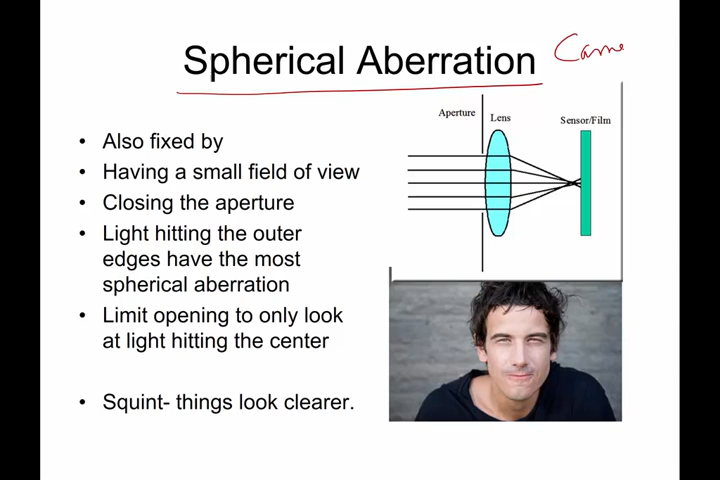 Spherical Aberration
Came
Aperture
Lens
Sensor/Film
• Also fixed by
• Having a small field of view
• Closing the aperture
• Light hitting the outer
edges have the most
spherical aberration
• Limit opening to only look
at light hitting the center
• Squint- things look clearer.